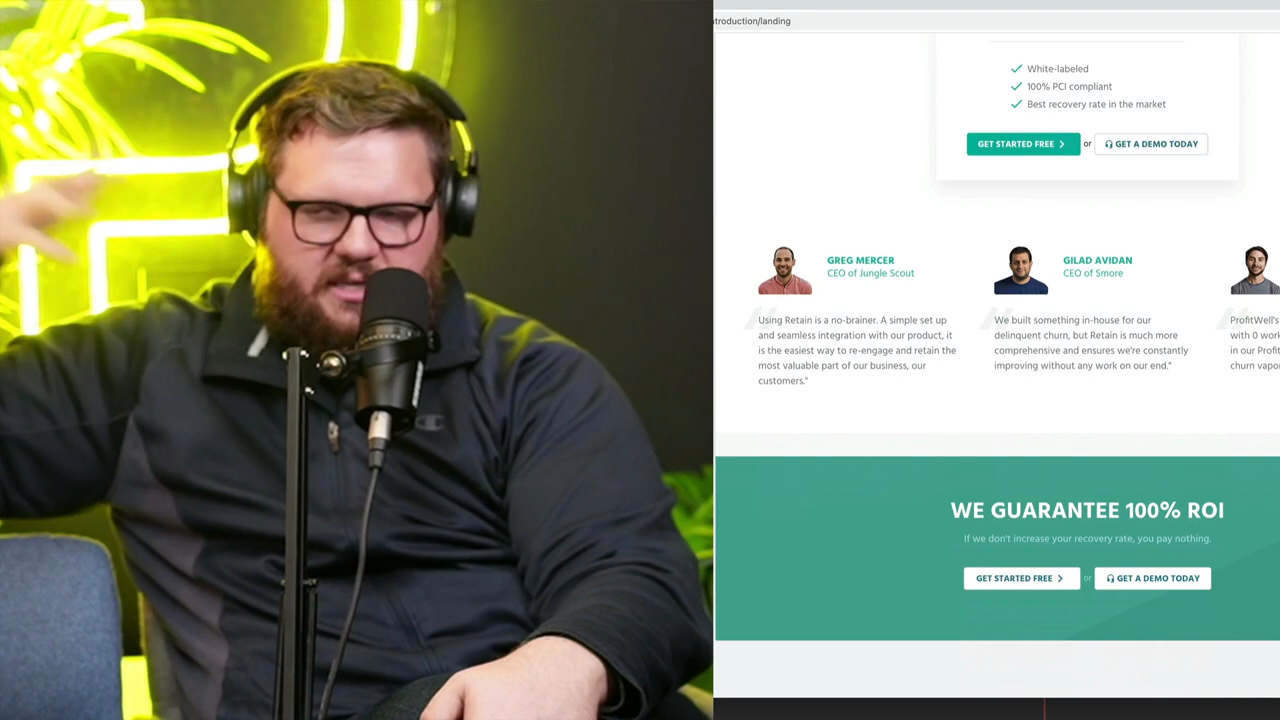 troduction/landing
White-labeled
100% PCI compliant
Best recovery rate in the market
GET STARTED FREE
or
GET A DEMO TODAY
GREG MERCER
CEO of Jungle Scout
Using Retain is a no-brainer. A simple set up
and seamless integration with our product, it
is the easiest way to re-engage and retain the
most valuable part of our business, our
customers."
GILAD AVIDAN
CEO of Smore
We built something in-house for our
delinquent churn, but Retain is much more
comprehensive and ensures we're constantly
improving without any work on our end."
ProfitWell's
with 0 work
in our Profit
churn vapo
WE GUARANTEE 100% ROI
If we don't increase your recovery rate, you pay nothing.
GET STARTED FREE
or
GET A DEMO TODAY